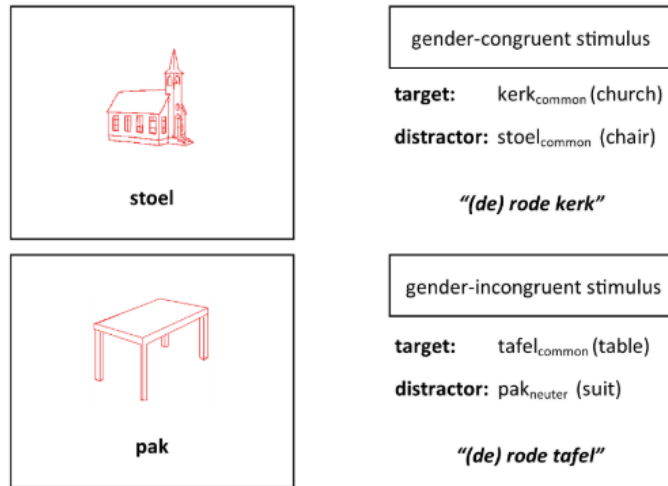 stoel
gender-congruent stimulus
target: kerkcommon (church)
distractor: stoelcommon (chair)
“(de) rode kerk”
pak
gender-incongruent stimulus
target: tafelcommon (table)
distractor: pakneuter (suit)
“(de) rode tafel”